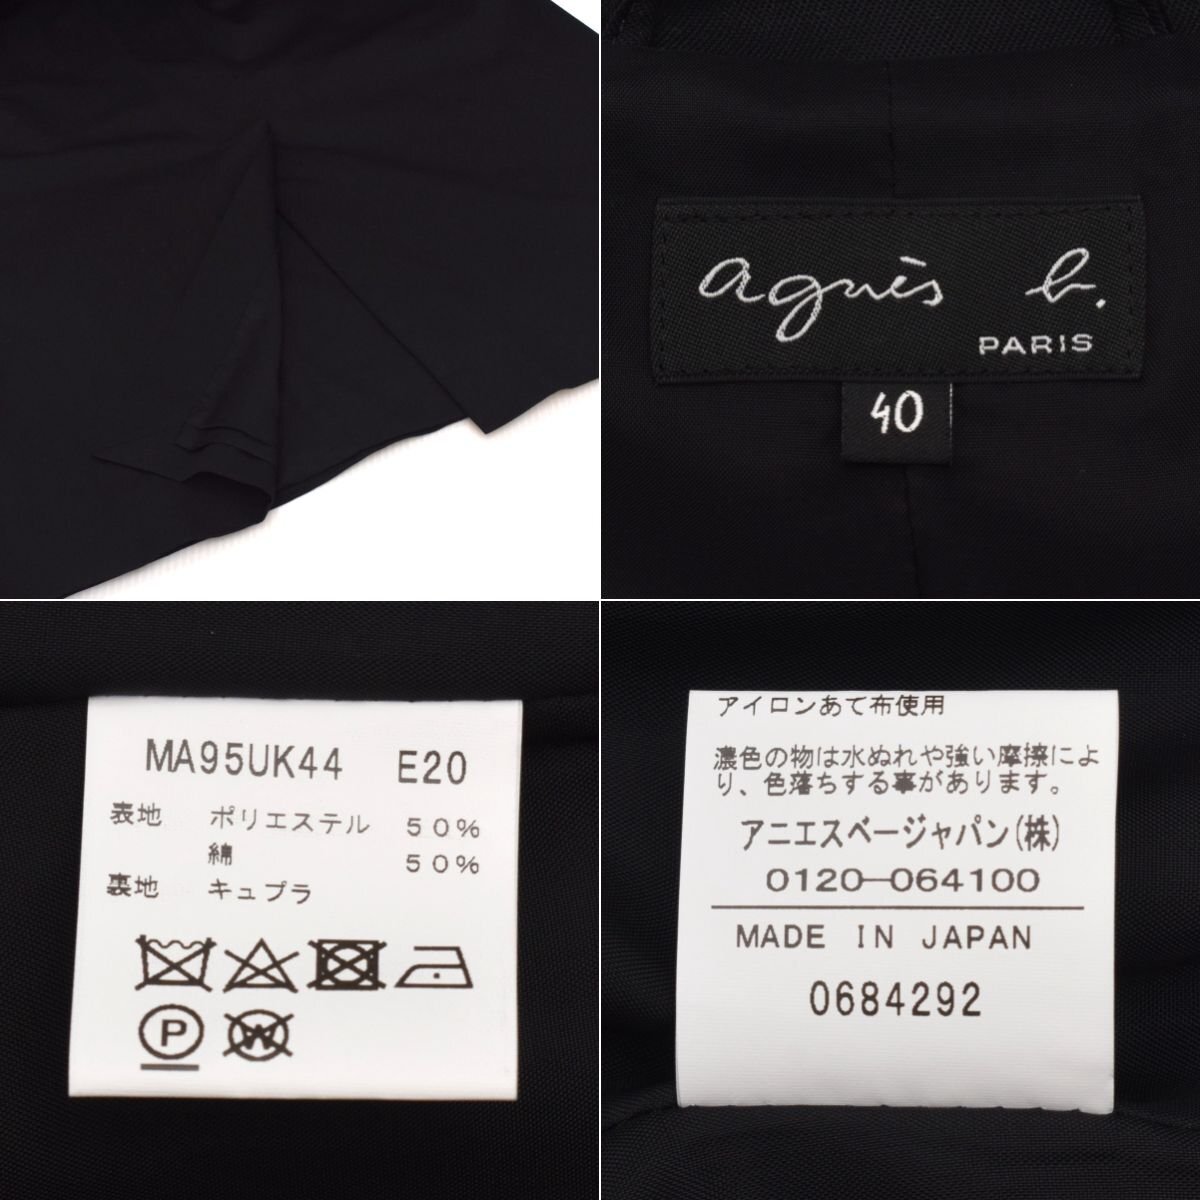 agnès b.
PARIS
40
MA95UK44 E20
表地 ポリエステル 50%
綿 50%
裏地 キュプラ
P
W
アイロンあて布使用
濃色の物は水ぬれや強い摩擦によ
り、色落ちする事があります。
アニエスベージャパン(株)
0120-064100
MADE IN JAPAN
0684292